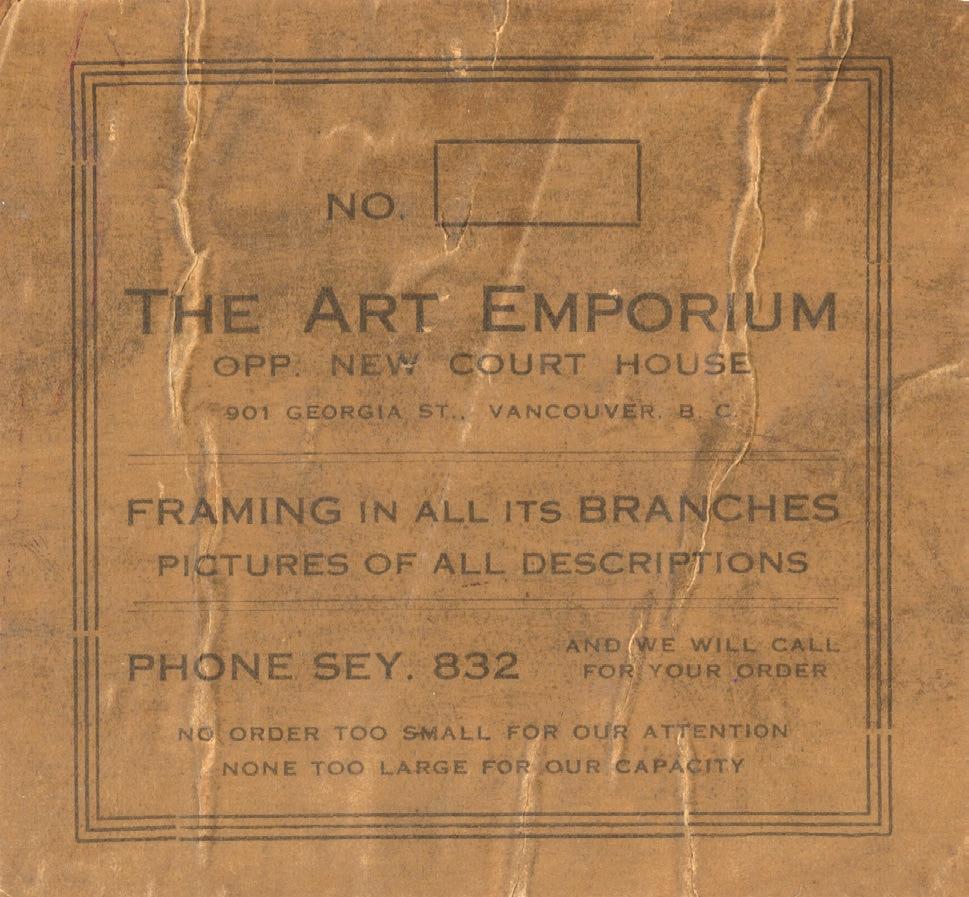 NO.
THE ART EMPORIUM
OPP. NEW COURT HOUSE
901 GEORGIA ST., VANCOUVER, B. C.
FRAMING IN ALL ITS BRANCHES
PICTURES OF ALL DESCRIPTIONS
PHONE SEY. 832
AND WE WILL CALL
FOR YOUR ORDER
NO ORDER TOO SMALL FOR OUR ATTENTION
NONE TOO LARGE FOR OUR CAPACITY